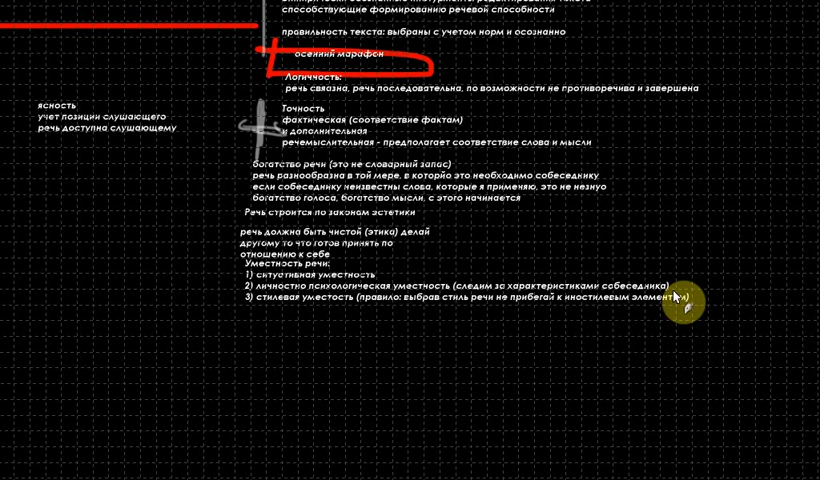 способствующие формированию речевой способности
правильность текста: выбраны с учетом норм и осознанно
осенний марафон
Логичность:
речь связзна, речь последовательна, по возможности не противоречива и завершена
ясность
учет позиции слушающего
речь доступна слушающему
Точность
фактическая (соответствие фактам)
и дополнительная
речемыслительная - предполагает соответствие слова и мысли
богатство речи (это не словарный запас)
речь разнообразна в той мере, в которйо это необходимо собеседнику
если собеседнику неизвестны слова, которые я применяю, это не незную
богатство голоса, богатство мысли, с этого начинается
Речь строится по законам эстетики
речь должна быть чистой (этика) делай
другому то что готов принять по
отношению к себе
Уместность речи:
1) ситуативная уместность
2) личностно психологическая уместность (следим за характеристиками собеседника)
3) стилевая уместость (правило: выбрав стиль речи не прибегай к иностилевым элементам)